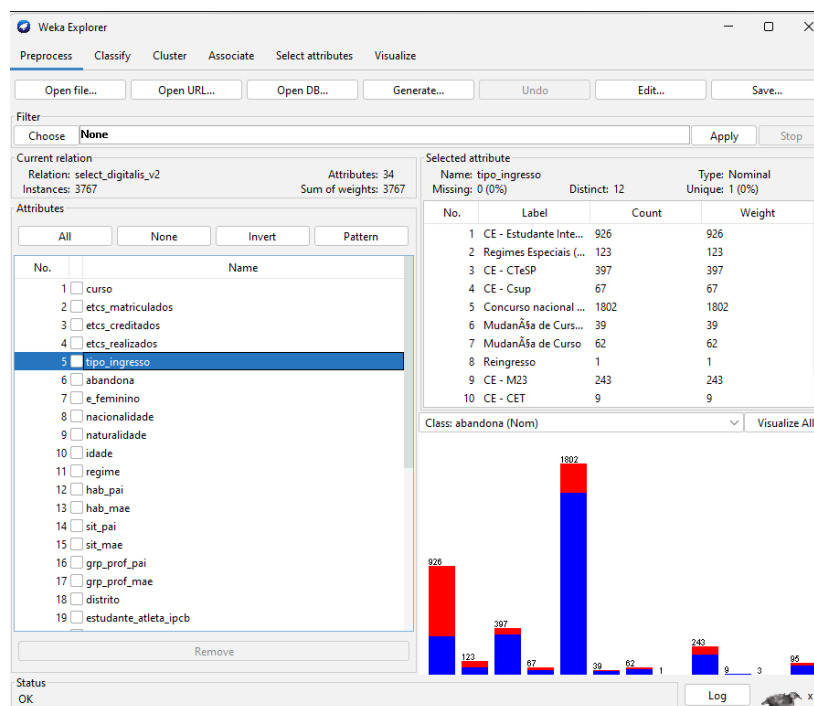 Weka Explorer
Preprocess Classify Cluster Associate Select attributes Visualize
Open file... Open URL... Open DB... Generate... Undo Edit... Save...
Filter
Choose None Apply Stop
Current relation
Relation: select_digitalis_v2 Attributes: 34
Instances: 3767 Sum of weights: 3767
Attributes
All None Invert Pattern
No. Name
1 curso
2 etcs_matriculados
3 etcs_creditados
4 etcs_realizados
5 tipo_ingresso
6 abandona
7 e_feminino
8 nacionalidade
9 naturalidade
10 idade
11 regime
12 hab_pai
13 hab_mae
14 sit_pai
15 sit_mae
16 grp_prof_pai
17 grp_prof_mae
18 distrito
19 estudante_atleta_ipcb
Remove
Selected attribute
Name: tipo_ingresso Type: Nominal
Missing: 0 (0%) Distinct: 12 Unique: 1 (0%)
No. Label Count Weight
1 CE - Estudante Inte... 926 926
2 Regimes Especiais (... 123 123
3 CE - CTeSP 397 397
4 CE - Csup 67 67
5 Concurso nacional ... 1802 1802
6 MudanÃ§a de Curs... 39 39
7 MudanÃ§a de Curso 62 62
8 Reingresso 1 1
9 CE - M23 243 243
10 CE - CET 9 9
Class: abandona (Nom) Visualize All
926 123 397 67 1802 39 62 1 243 9 3 95
Status
OK Log x